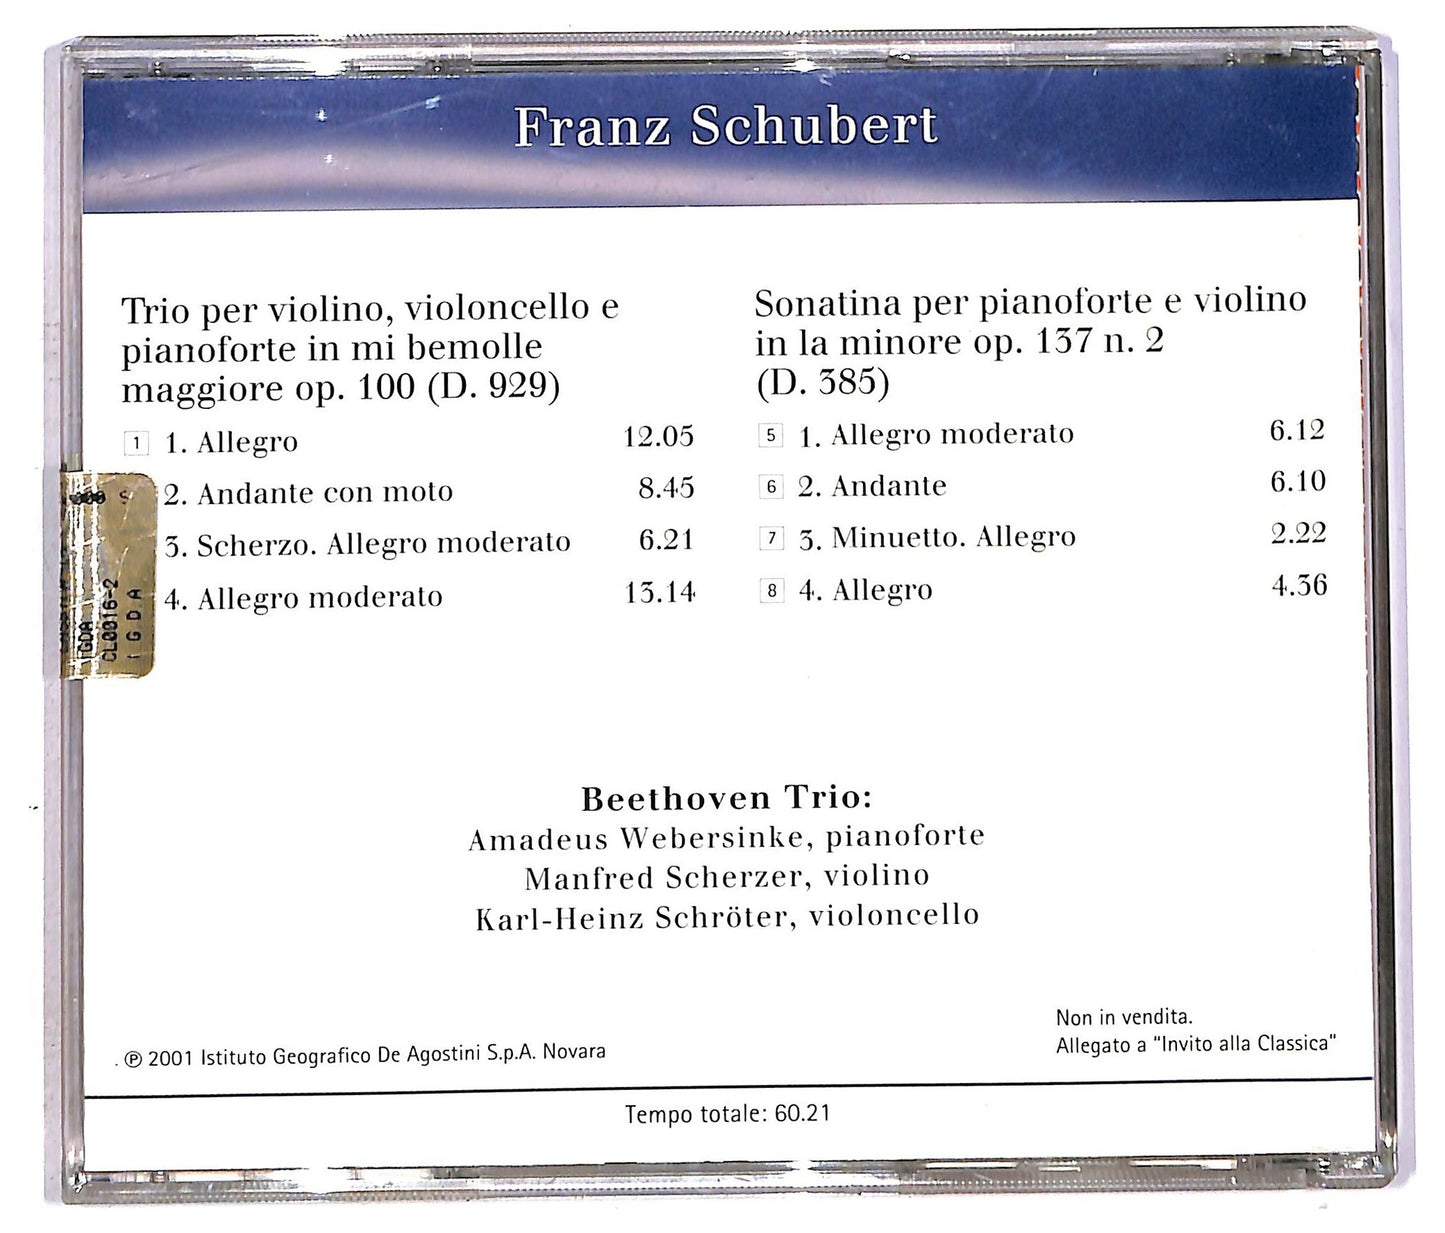 Franz Schubert
Trio per violino, violoncello e
pianoforte in mi bemolle
maggiore op. 100 (D. 929)
1 1. Allegro 12.05
2. Andante con moto 8.45
3. Scherzo. Allegro moderato 6.21
4. Allegro moderato 13.14
Sonatina per pianoforte e violino
in la minore op. 137 n. 2
(D. 385)
5 1. Allegro moderato 6.12
6 2. Andante 6.10
7 3. Minuetto. Allegro 2.22
8 4. Allegro 4.36
IGDA
CL0016-2
I G D A
Beethoven Trio:
Amadeus Webersinke, pianoforte
Manfred Scherzer, violino
Karl-Heinz Schröter, violoncello
℗ 2001 Istituto Geografico De Agostini S.p.A. Novara
Non in vendita.
Allegato a "Invito alla Classica"
Tempo totale: 60.21